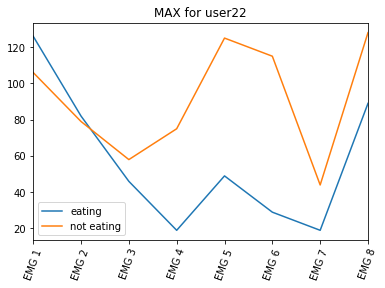 MAX for user22
120
100
80
60
40
20
eating
not eating
EMG 1
EMG 2
EMG 3
EMG 4
EMG 5
EMG 6
EMG 7
EMG 8